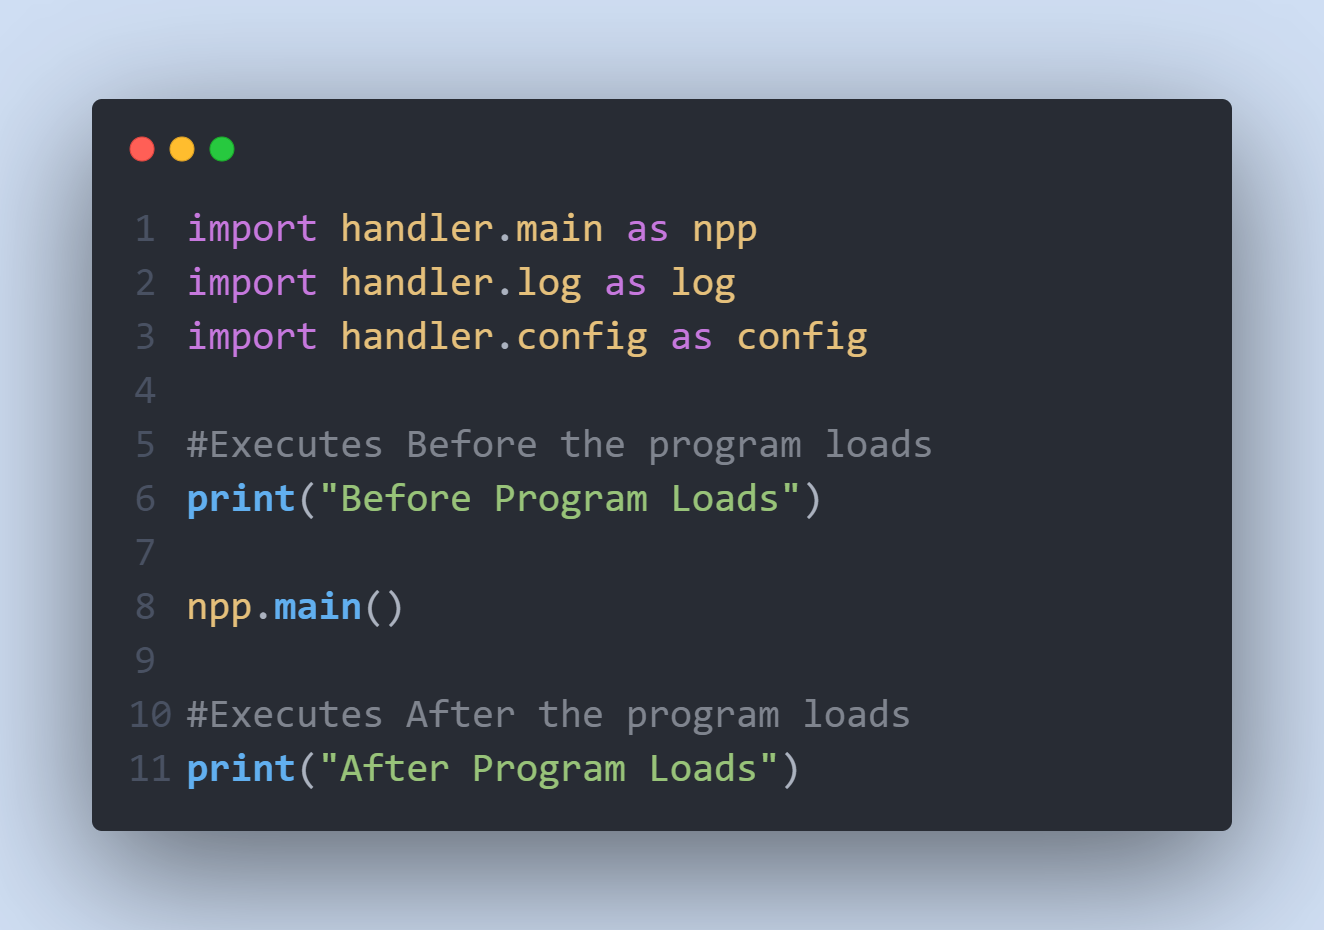 1 import handler.main as npp
2 import handler.log as log
3 import handler.config as config
4
5 #Executes Before the program loads
6 print("Before Program Loads")
7
8 npp.main()
9
10 #Executes After the program loads
11 print("After Program Loads")